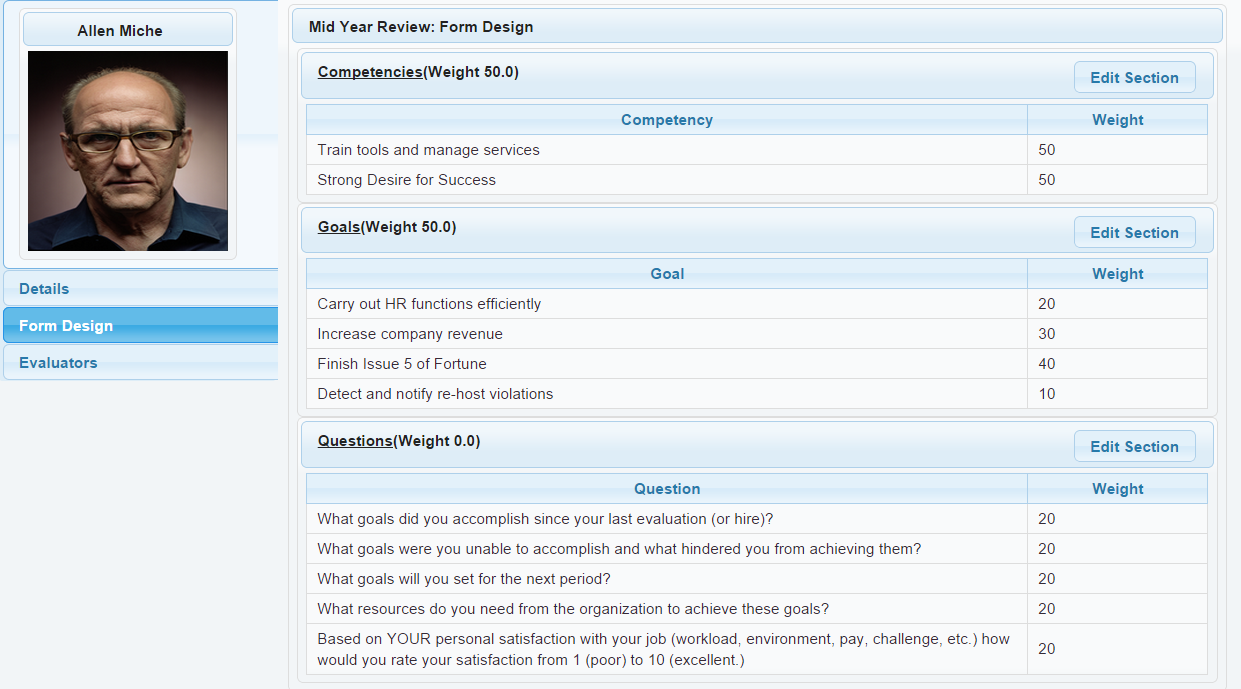 Allen Miche
Details
Form Design
Evaluators
Mid Year Review: Form Design
Competencies(Weight 50.0)
Edit Section
Competency Weight
Train tools and manage services 50
Strong Desire for Success 50
Goals(Weight 50.0)
Edit Section
Goal Weight
Carry out HR functions efficiently 20
Increase company revenue 30
Finish Issue 5 of Fortune 40
Detect and notify re-host violations 10
Questions(Weight 0.0)
Edit Section
Question Weight
What goals did you accomplish since your last evaluation (or hire)? 20
What goals were you unable to accomplish and what hindered you from achieving them? 20
What goals will you set for the next period? 20
What resources do you need from the organization to achieve these goals? 20
Based on YOUR personal satisfaction with your job (workload, environment, pay, challenge, etc.) how
would you rate your satisfaction from 1 (poor) to 10 (excellent.) 20